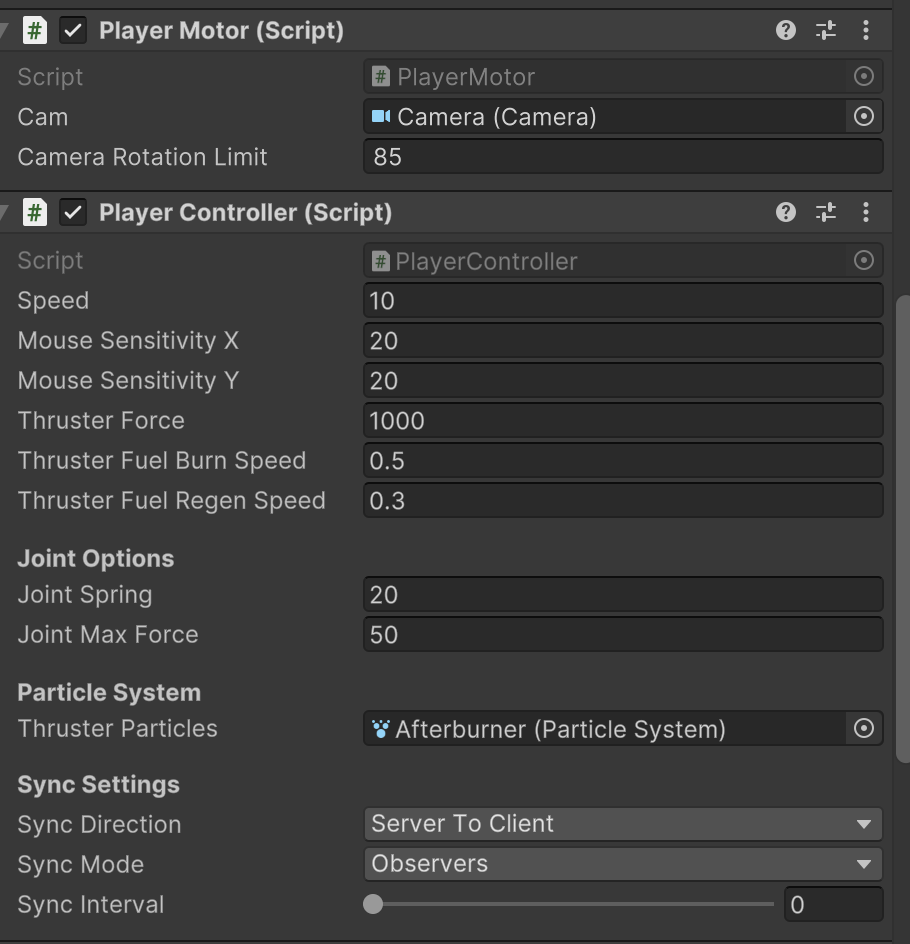 # Player Motor (Script)
Script # PlayerMotor
Cam Camera (Camera)
Camera Rotation Limit 85
# Player Controller (Script)
Script # PlayerController
Speed 10
Mouse Sensitivity X 20
Mouse Sensitivity Y 20
Thruster Force 1000
Thruster Fuel Burn Speed 0.5
Thruster Fuel Regen Speed 0.3
Joint Options
Joint Spring 20
Joint Max Force 50
Particle System
Thruster Particles Afterburner (Particle System)
Sync Settings
Sync Direction Server To Client
Sync Mode Observers
Sync Interval 0